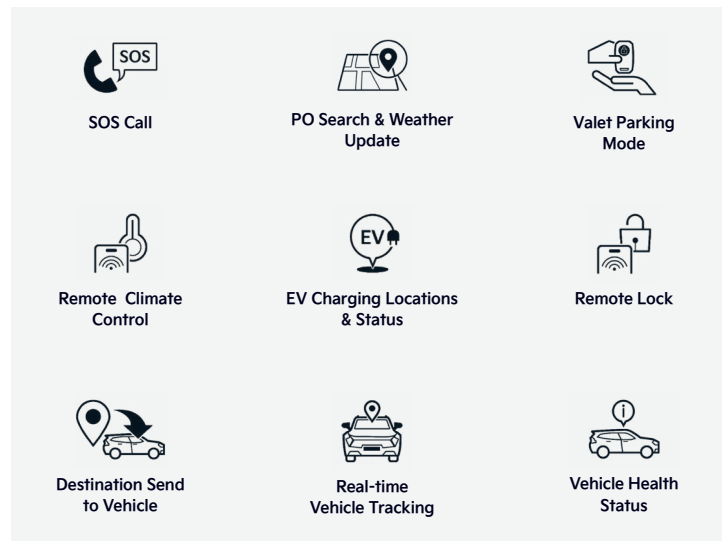 SOS
SOS Call
PO Search & Weather
Update
Valet Parking
Mode
Remote Climate
Control
EV
EV Charging Locations
& Status
Remote Lock
Destination Send
to Vehicle
Real-time
Vehicle Tracking
i
Vehicle Health
Status